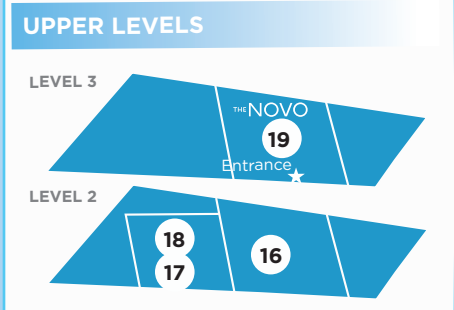 UPPER LEVELS
LEVEL 3
THE NOVO
19
Entrance
LEVEL 2
18
17
16